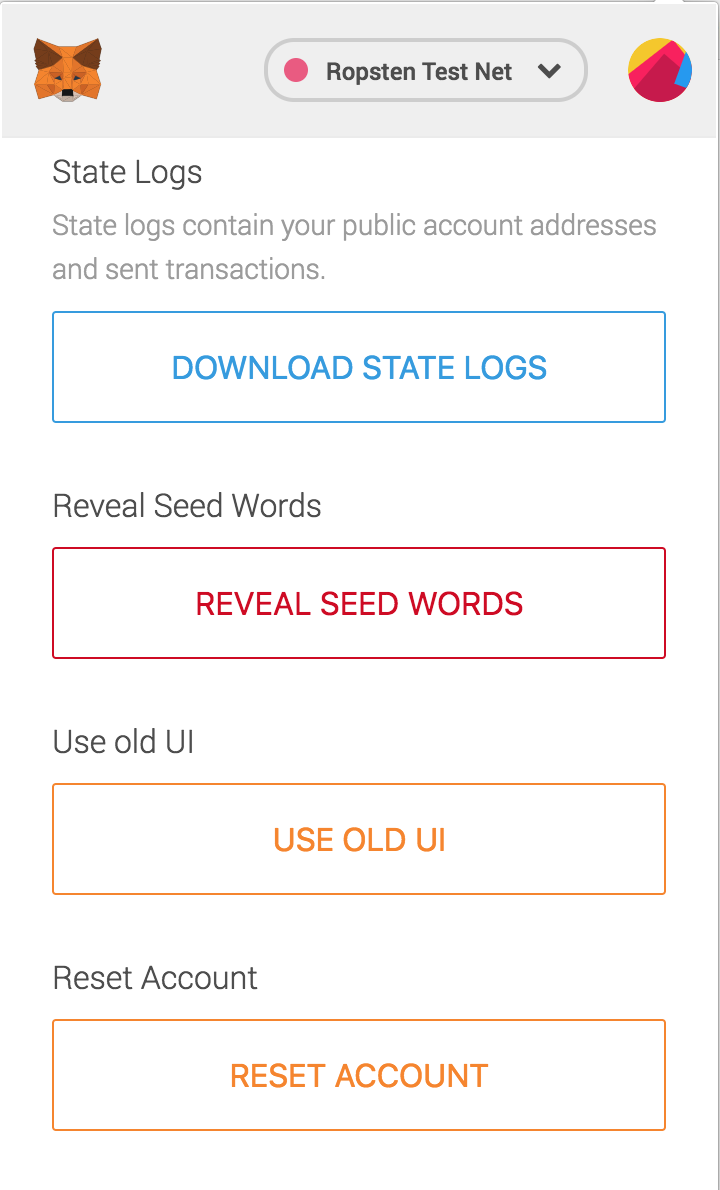 Ropsten Test Net
State Logs
State logs contain your public account addresses
and sent transactions.
DOWNLOAD STATE LOGS
Reveal Seed Words
REVEAL SEED WORDS
Use old UI
USE OLD UI
Reset Account
RESET ACCOUNT